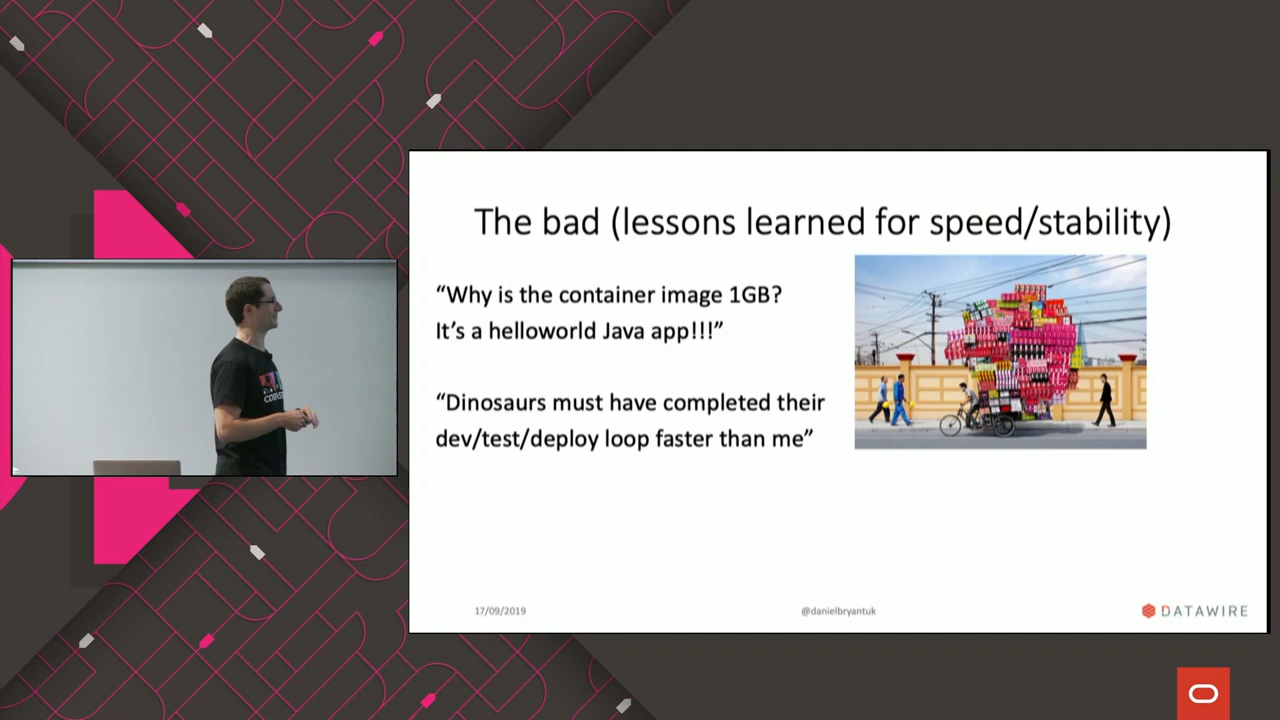 The bad (lessons learned for speed/stability)
“Why is the container image 1GB?
It’s a helloworld Java app!!!”
“Dinosaurs must have completed their
dev/test/deploy loop faster than me”
17/09/2019
@danielbryantuk
DATAWIRE